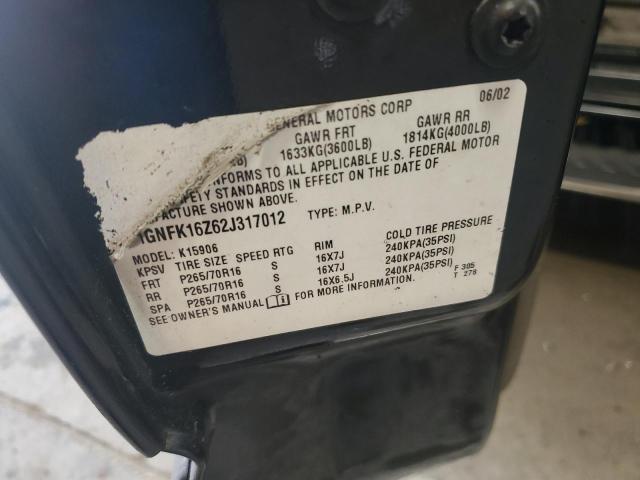 GENERAL MOTORS CORP 06/02
GAWR FRT GAWR RR
1633KG(3600LB) 1814KG(4000LB)
TO ALL APPLICABLE U.S. FEDERAL MOTOR
SAFETY STANDARDS IN EFFECT ON THE DATE OF
SHOWN ABOVE.
1GNFK16Z62J317012 TYPE: M.P.V.
MODEL: K15906
KPSV TIRE SIZE SPEED RTG RIM COLD TIRE PRESSURE
FRT P265/70R16 S 16X7J 240KPA(35PSI)
RR P265/70R16 S 16X7J 240KPA(35PSI)
SPA P265/70R16 S 16X6.5J 240KPA(35PSI)
SEE OWNER'S MANUAL FOR MORE INFORMATION.
F 305
T 278